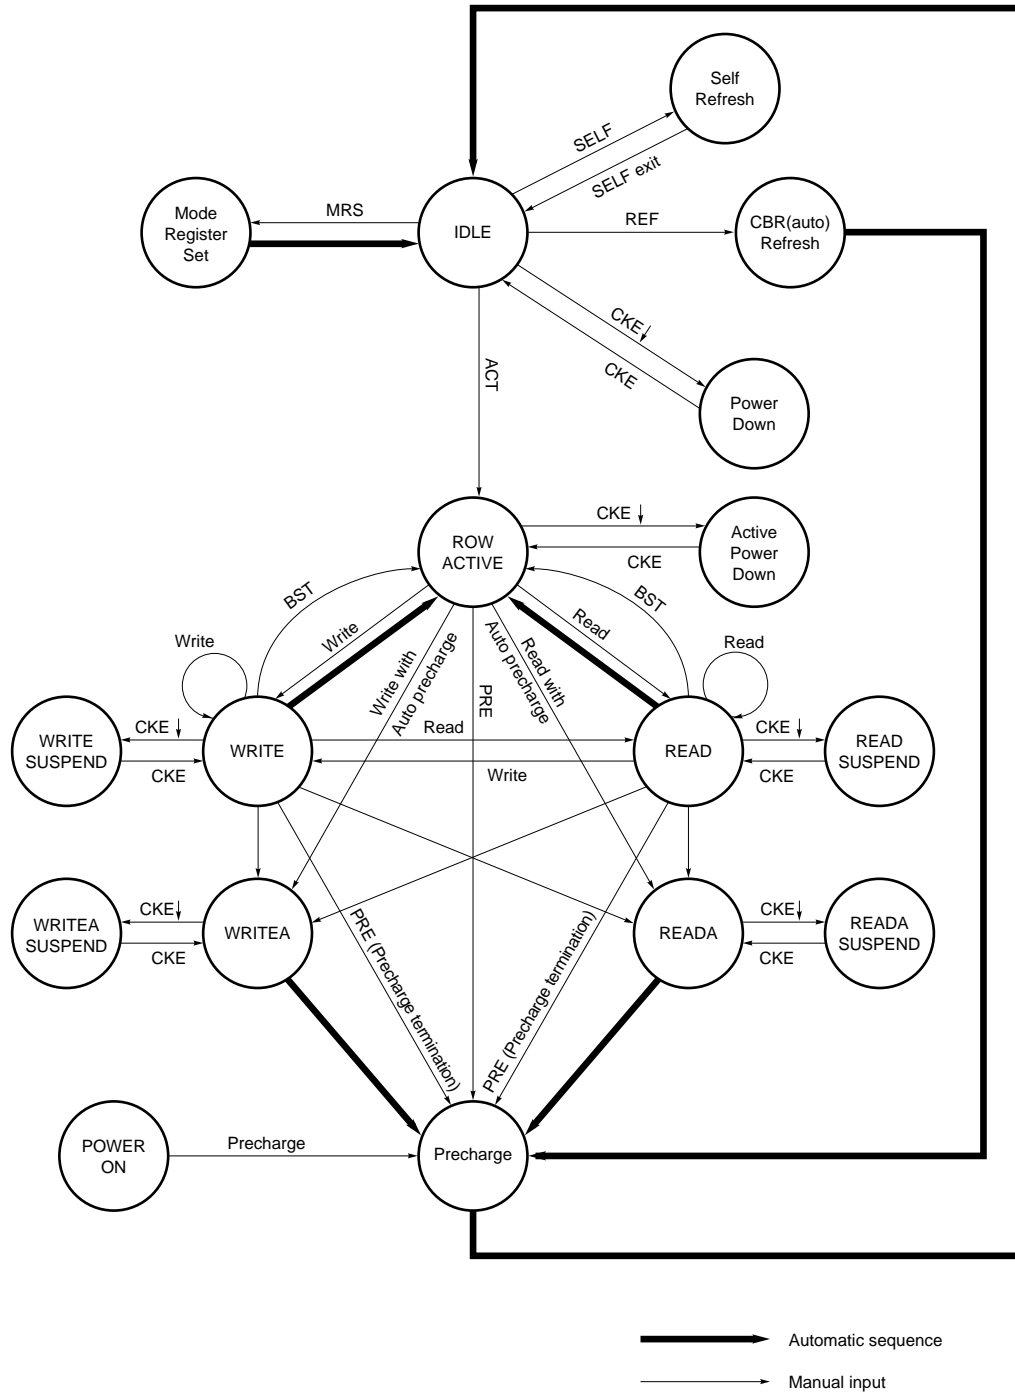 Self
Refresh
SELF
SELF exit
Mode
Register
Set
MRS
IDLE
REF
CBR(auto)
Refresh
CKE↓
CKE
ACT
Power
Down
ROW
ACTIVE
CKE ↓
CKE
Active
Power
Down
BST
BST
Write
Write
Read
Read
Write with
Auto precharge
PRE
Read with
Auto precharge
WRITE
SUSPEND
CKE ↓
CKE
WRITE
Read
Write
READ
CKE ↓
CKE
READ
SUSPEND
WRITEA
SUSPEND
CKE↓
CKE
WRITEA
PRE (Precharge termination)
PRE (Precharge termination)
READA
CKE↓
CKE
READA
SUSPEND
POWER
ON
Precharge
Precharge
Automatic sequence
Manual input